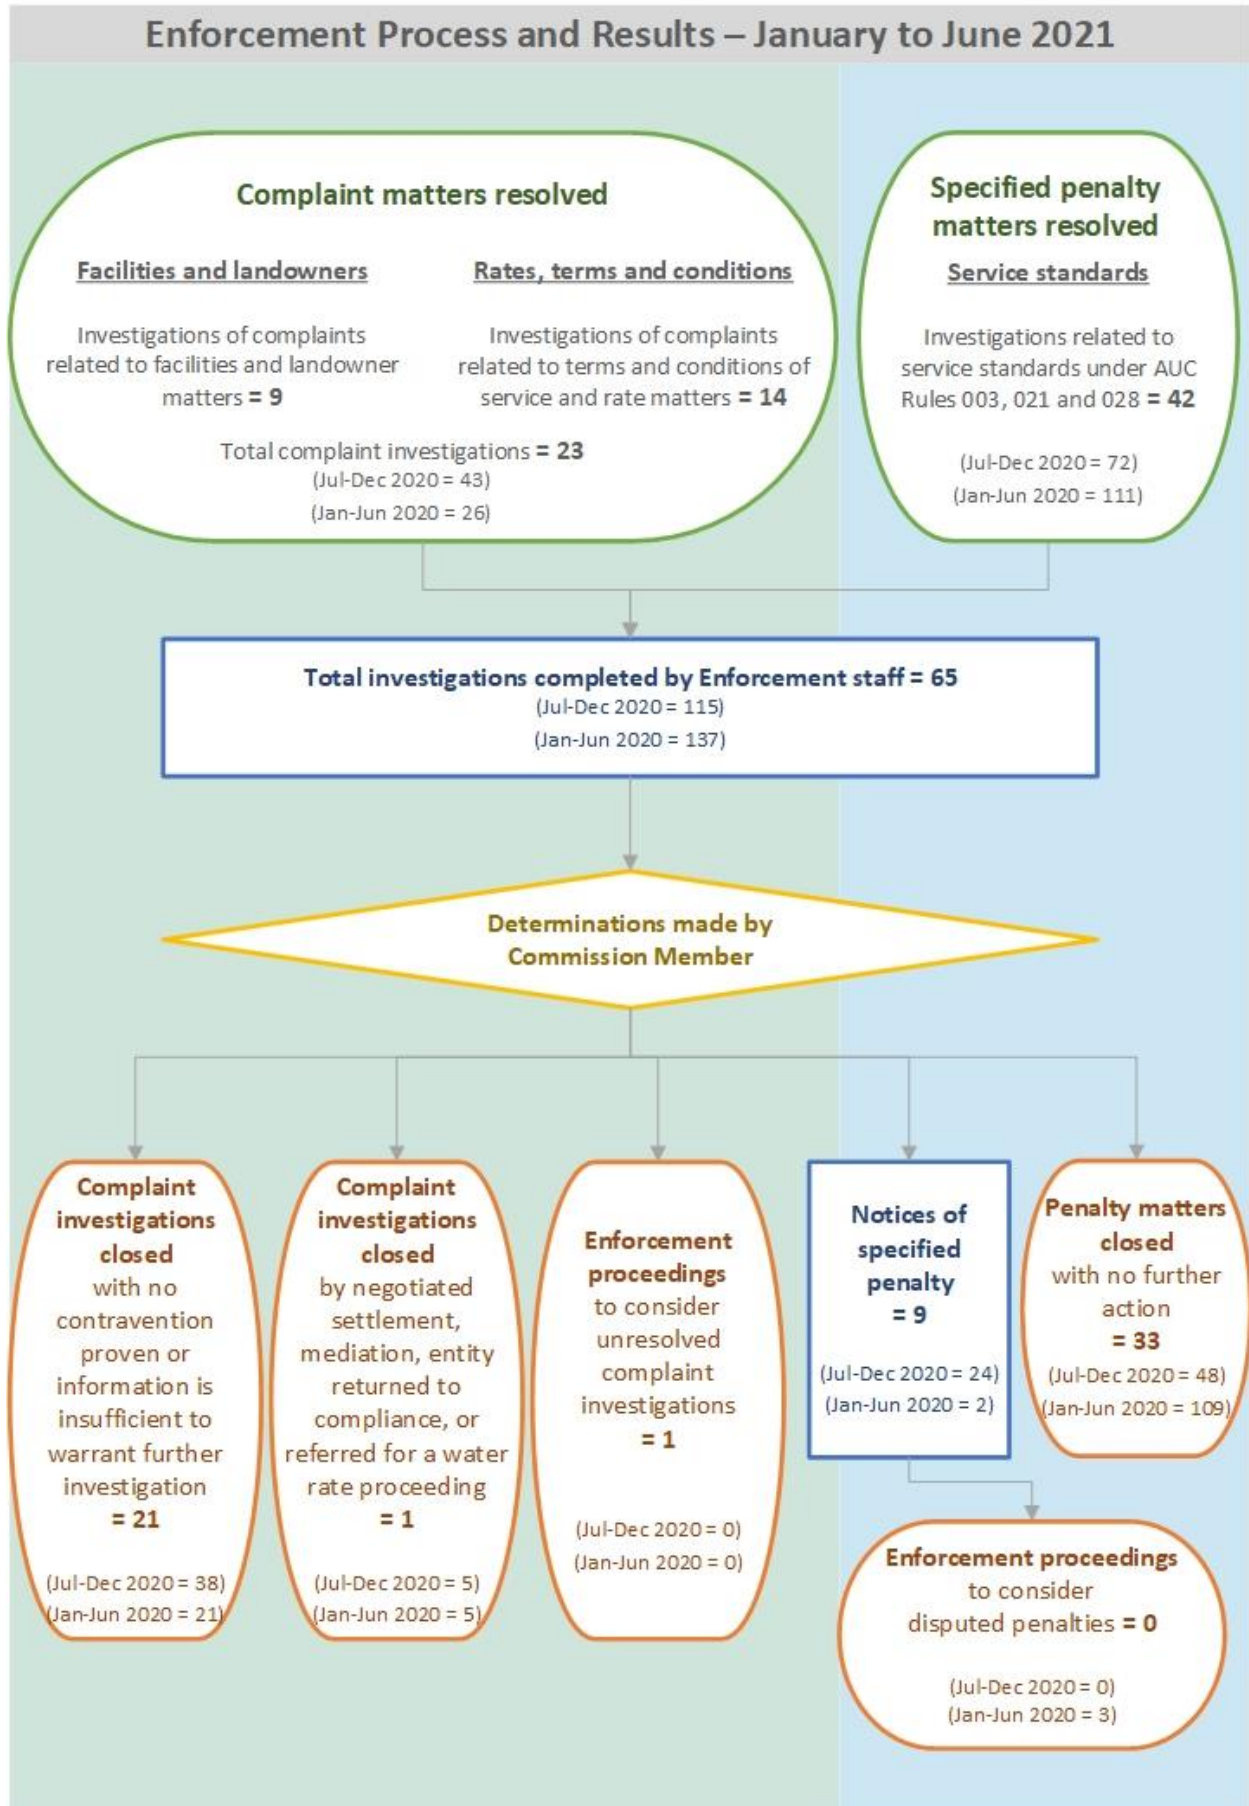 Enforcement Process and Results – January to June 2021
Complaint matters resolved
Facilities and landowners
Investigations of complaints
related to facilities and landowner
matters = 9
Rates, terms and conditions
Investigations of complaints
related to terms and conditions of
service and rate matters = 14
Total complaint investigations = 23
(Jul-Dec 2020 = 43)
(Jan-Jun 2020 = 26)
Specified penalty
matters resolved
Service standards
Investigations related to
service standards under AUC
Rules 003, 021 and 028 = 42
(Jul-Dec 2020 = 72)
(Jan-Jun 2020 = 111)
Total investigations completed by Enforcement staff = 65
(Jul-Dec 2020 = 115)
(Jan-Jun 2020 = 137)
Determinations made by
Commission Member
Complaint
investigations
closed
with no
contravention
proven or
information is
insufficient to
warrant further
investigation
= 21
(Jul-Dec 2020 = 38)
(Jan-Jun 2020 = 21)
Complaint
investigations
closed
by negotiated
settlement,
mediation, entity
returned to
compliance, or
referred for a water
rate proceeding
= 1
(Jul-Dec 2020 = 5)
(Jan-Jun 2020 = 5)
Enforcement
proceedings
to consider
unresolved
complaint
investigations
= 1
(Jul-Dec 2020 = 0)
(Jan-Jun 2020 = 0)
Notices of
specified
penalty
= 9
(Jul-Dec 2020 = 24)
(Jan-Jun 2020 = 2)
Penalty matters
closed
with no further
action
= 33
(Jul-Dec 2020 = 48)
(Jan-Jun 2020 = 109)
Enforcement proceedings
to consider
disputed penalties = 0
(Jul-Dec 2020 = 0)
(Jan-Jun 2020 = 3)